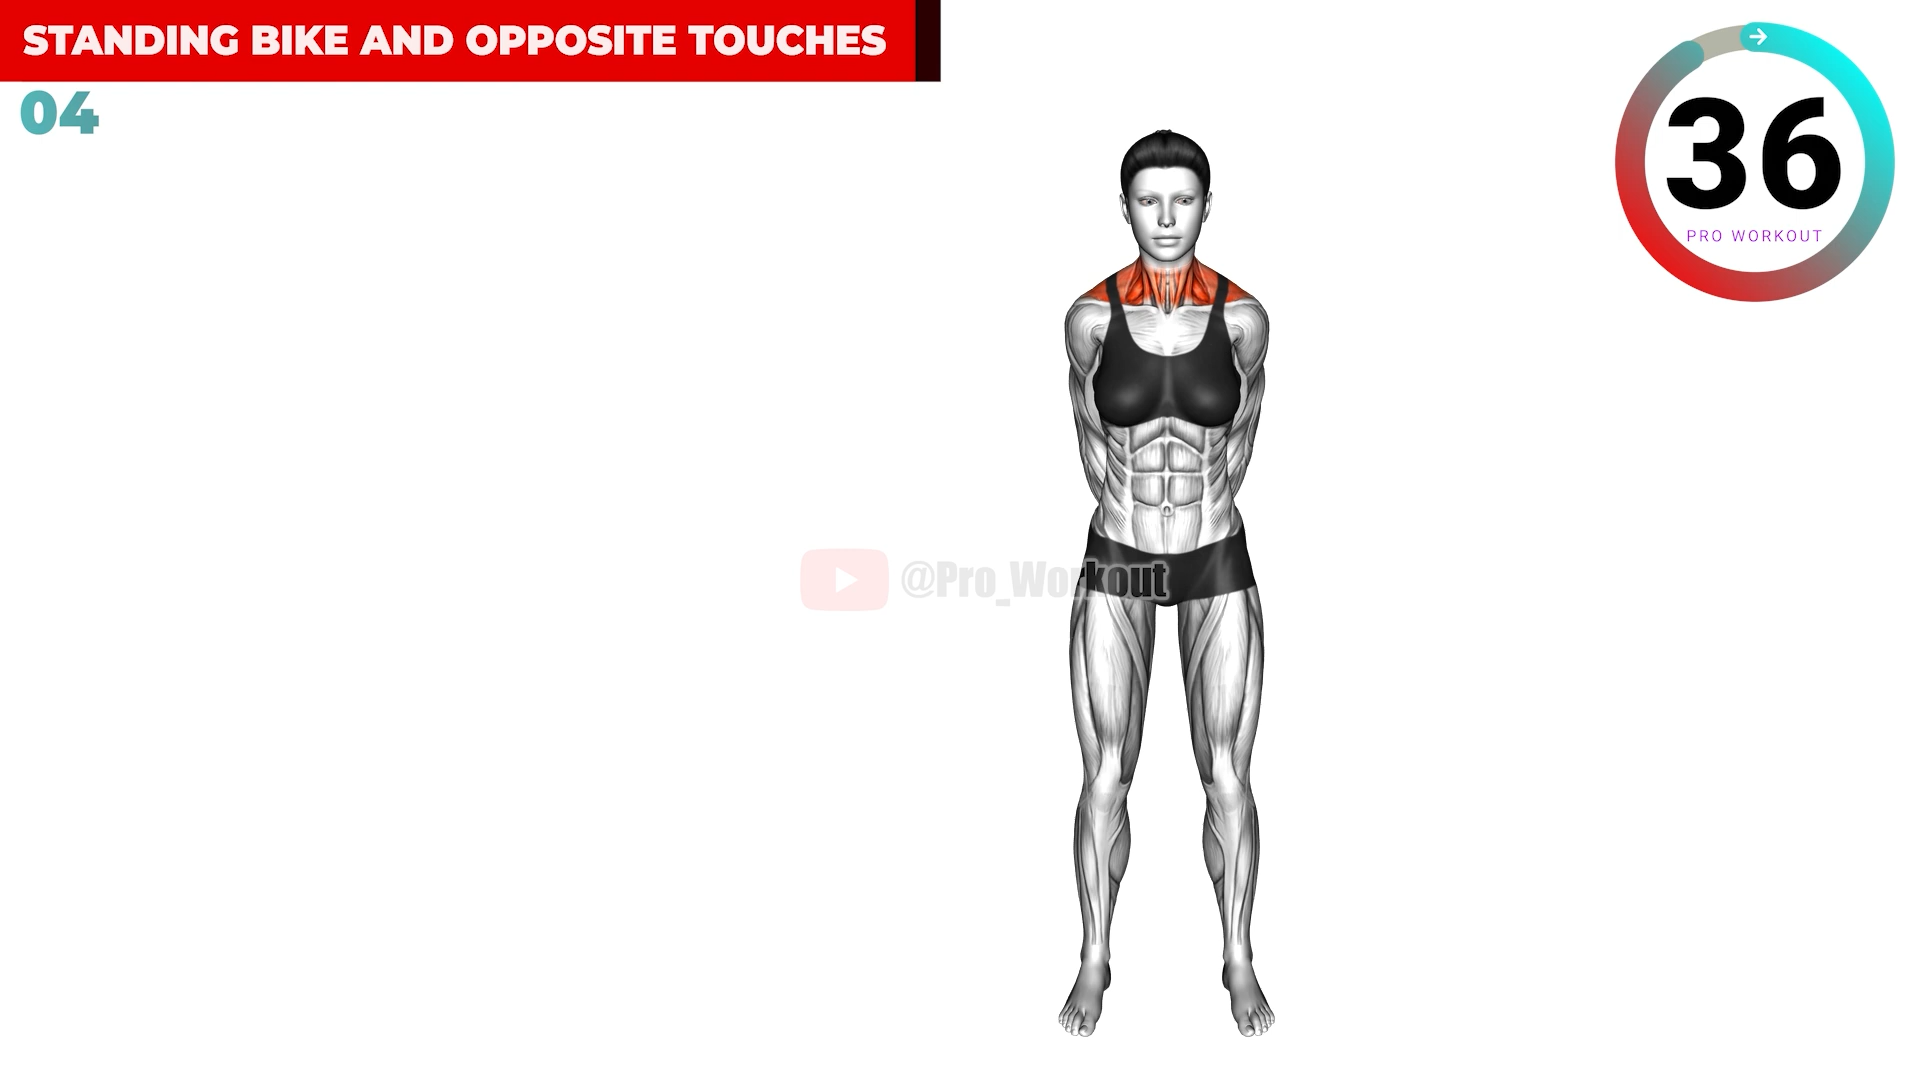 STANDING BIKE AND OPPOSITE TOUCHES
04
36
PRO WORKOUT
@Pro_Workout